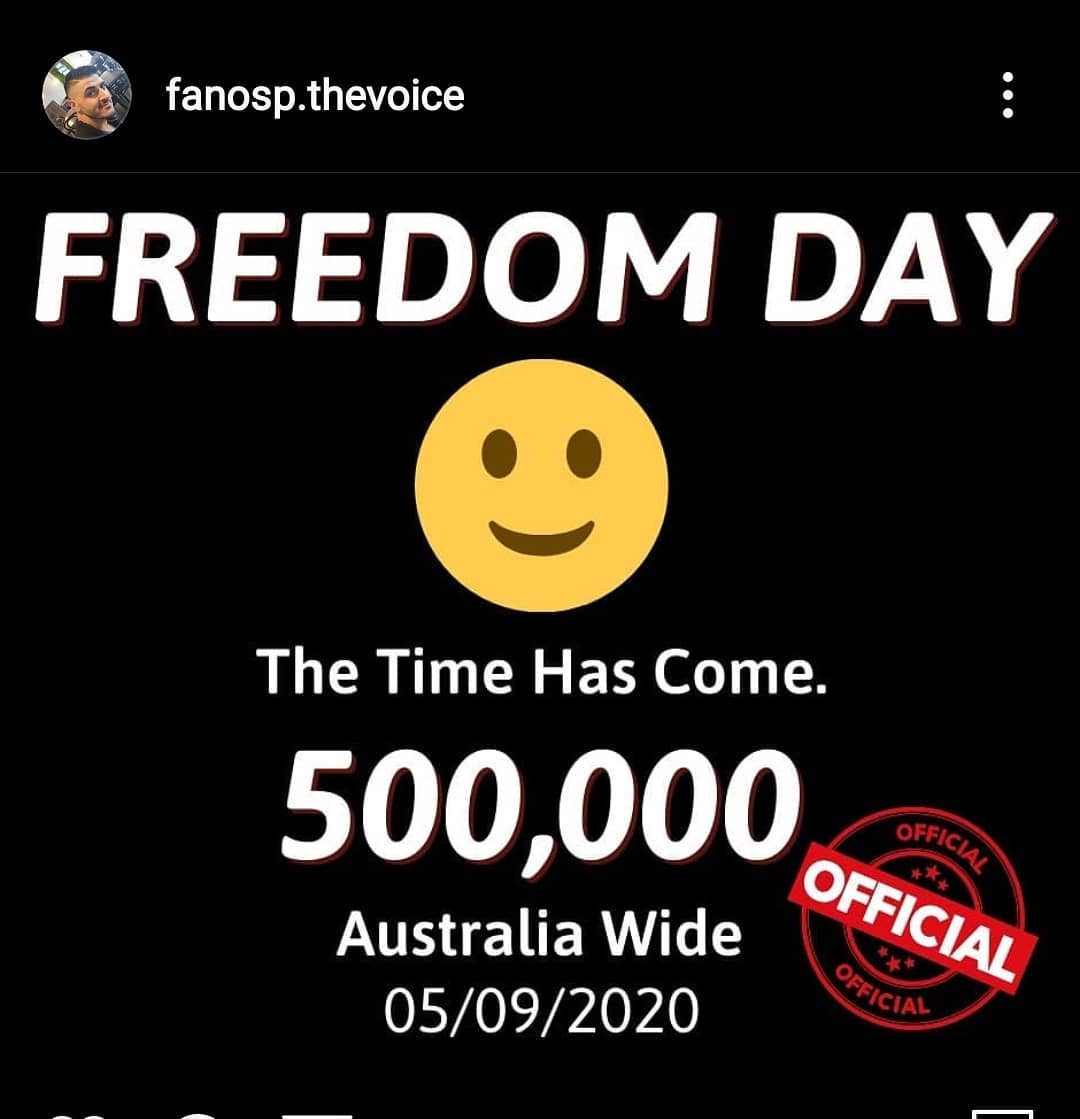 fanosp.thevoice
FREEDOM DAY
The Time Has Come.
500,000
OFFICIAL
OFFICIAL
OFFICIAL
Australia Wide
05/09/2020